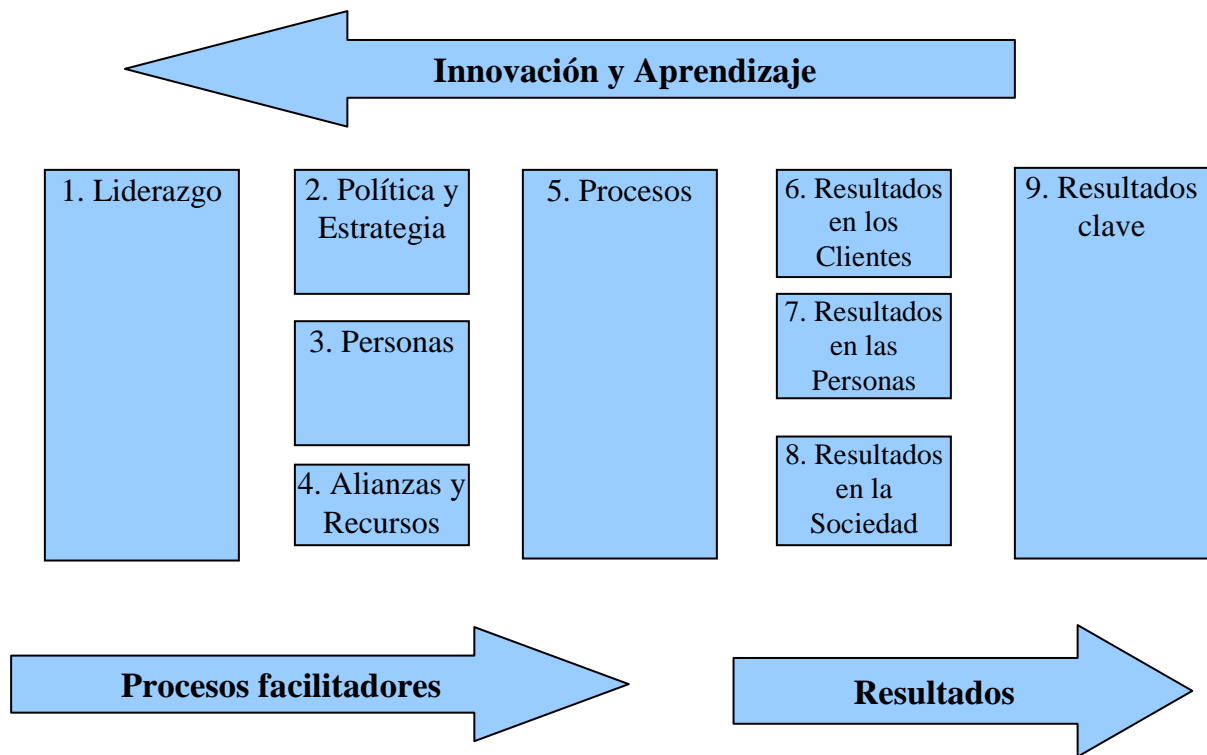 Innovación y Aprendizaje
1. Liderazgo
2. Política y
Estrategia
3. Personas
4. Alianzas y
Recursos
5. Procesos
6. Resultados
en los
Clientes
7. Resultados
en las
Personas
8. Resultados
en la
Sociedad
9. Resultados
clave
Procesos facilitadores
Resultados